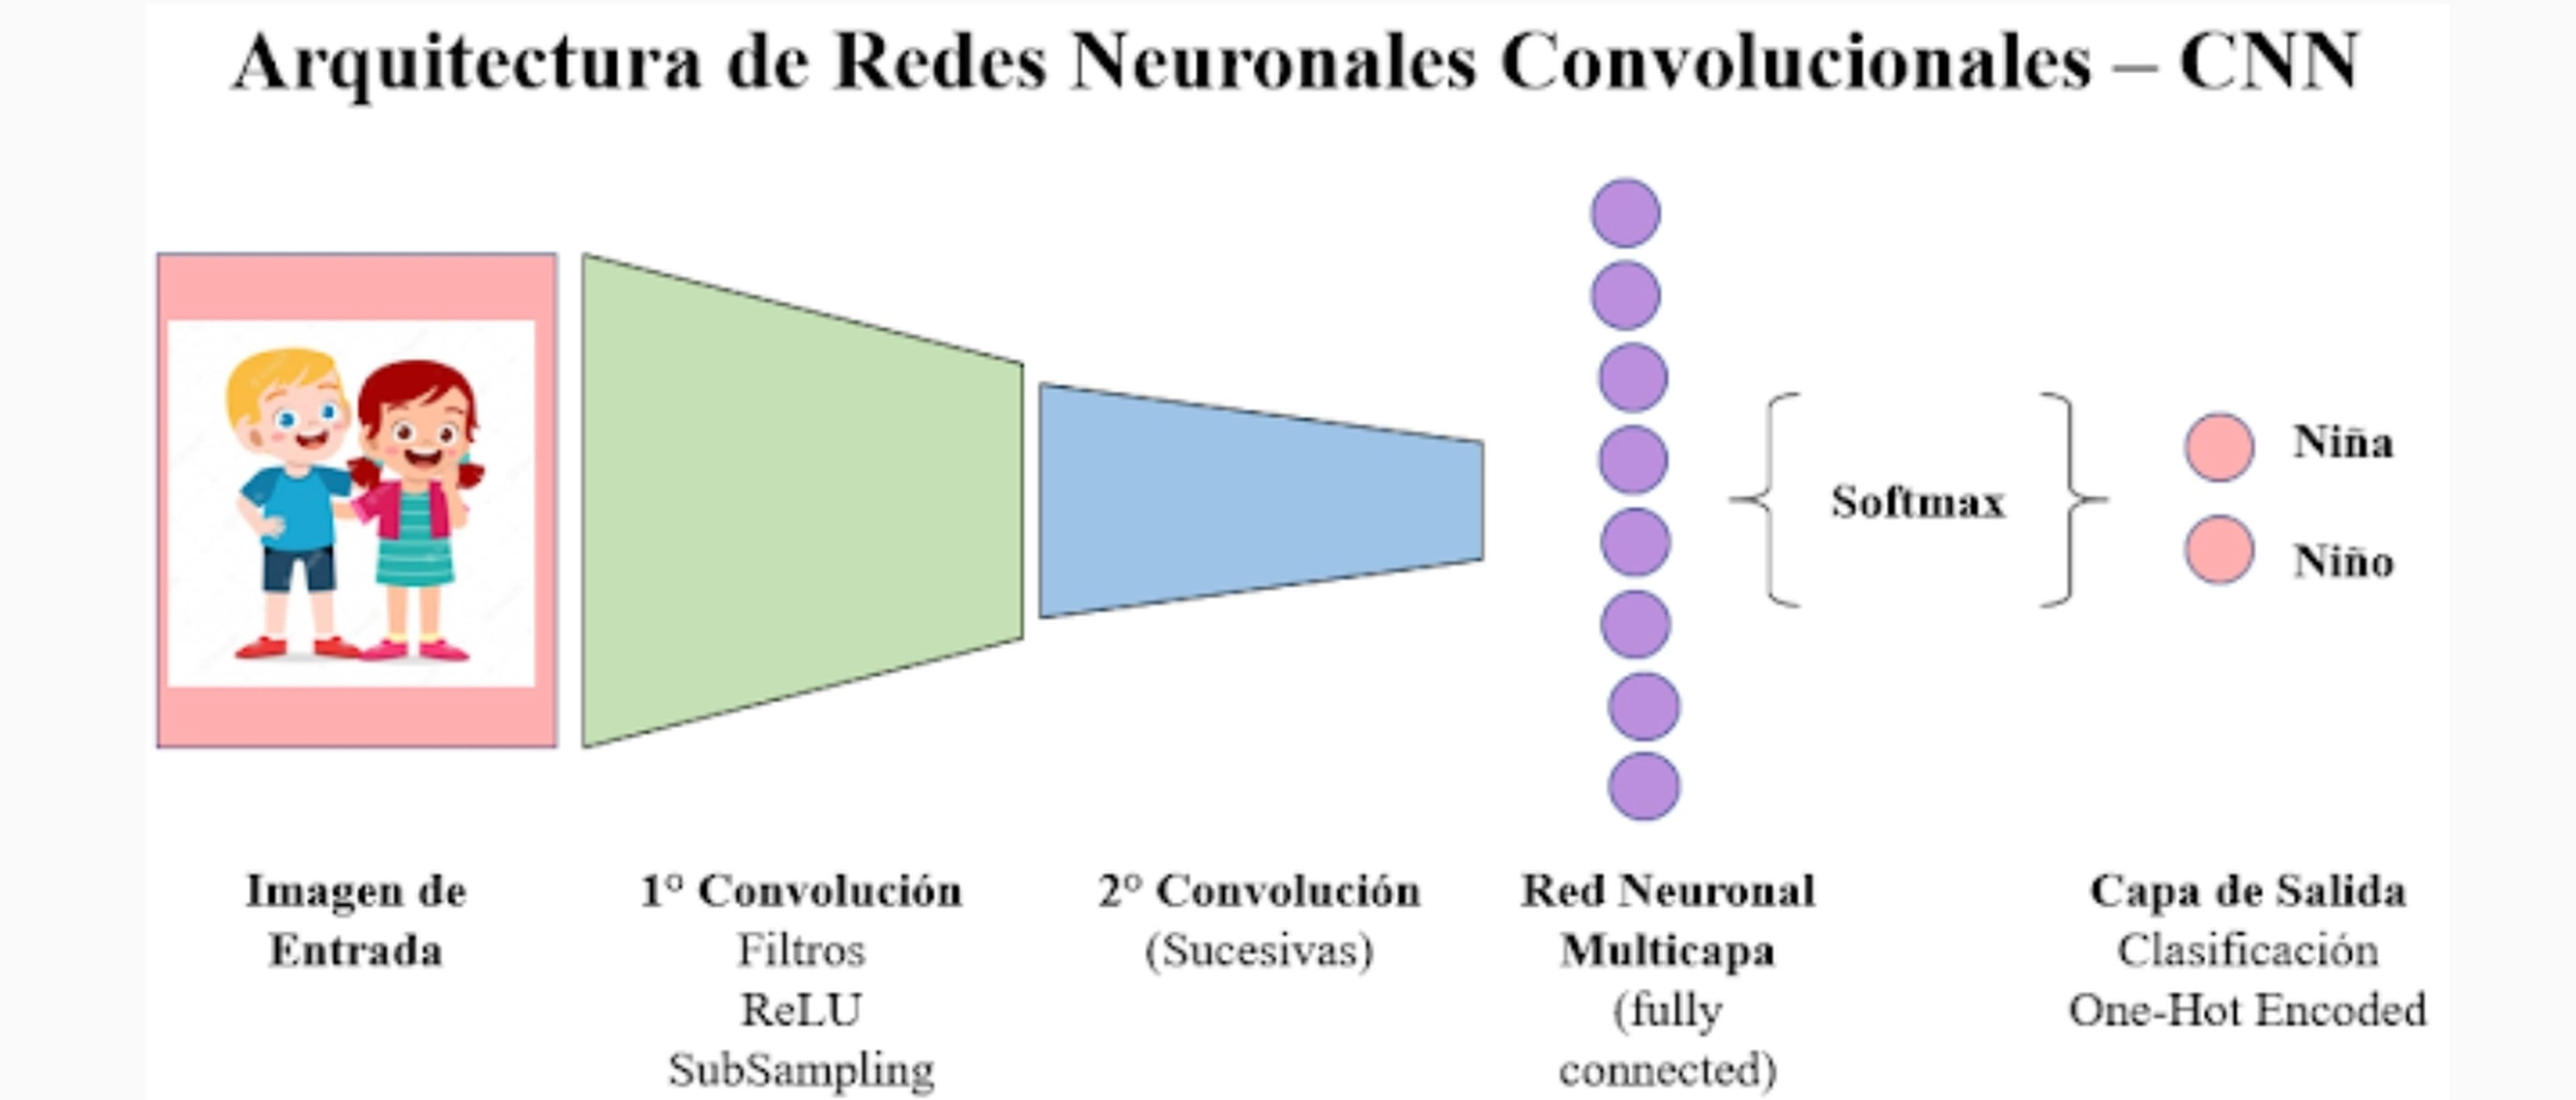 Arquitectura de Redes Neuronales Convolucionales – CNN
Softmax
Niña
Niño
Imagen de
Entrada
1° Convolución
Filtros
ReLU
SubSampling
2° Convolución
(Sucesivas)
Red Neuronal
Multicapa
(fully
connected)
Capa de Salida
Clasificación
One-Hot Encoded